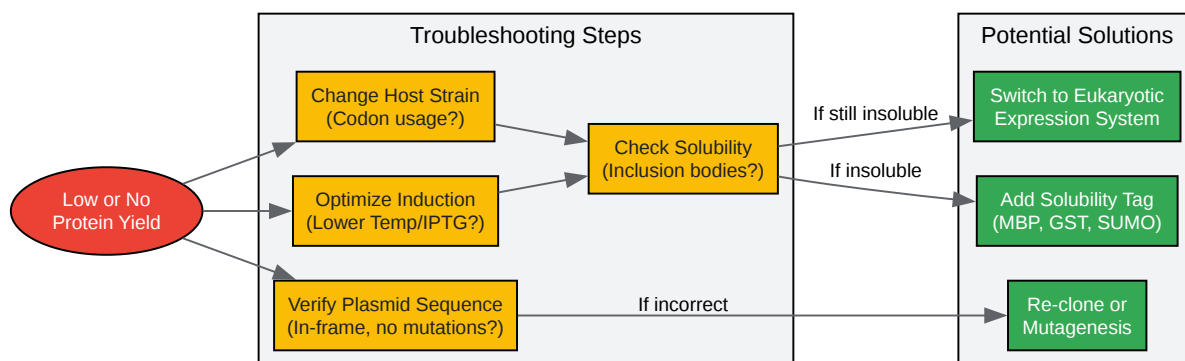 Troubleshooting Steps
Potential Solutions
Low or No
Protein Yield
Change Host Strain
(Codon usage?)
Optimize Induction
(Lower Temp/IPTG?)
Verify Plasmid Sequence
(In-frame, no mutations?)
Check Solubility
(Inclusion bodies?)
If still insoluble
If insoluble
If incorrect
Switch to Eukaryotic
Expression System
Add Solubility Tag
(MBP, GST, SUMO)
Re-clone or
Mutagenesis